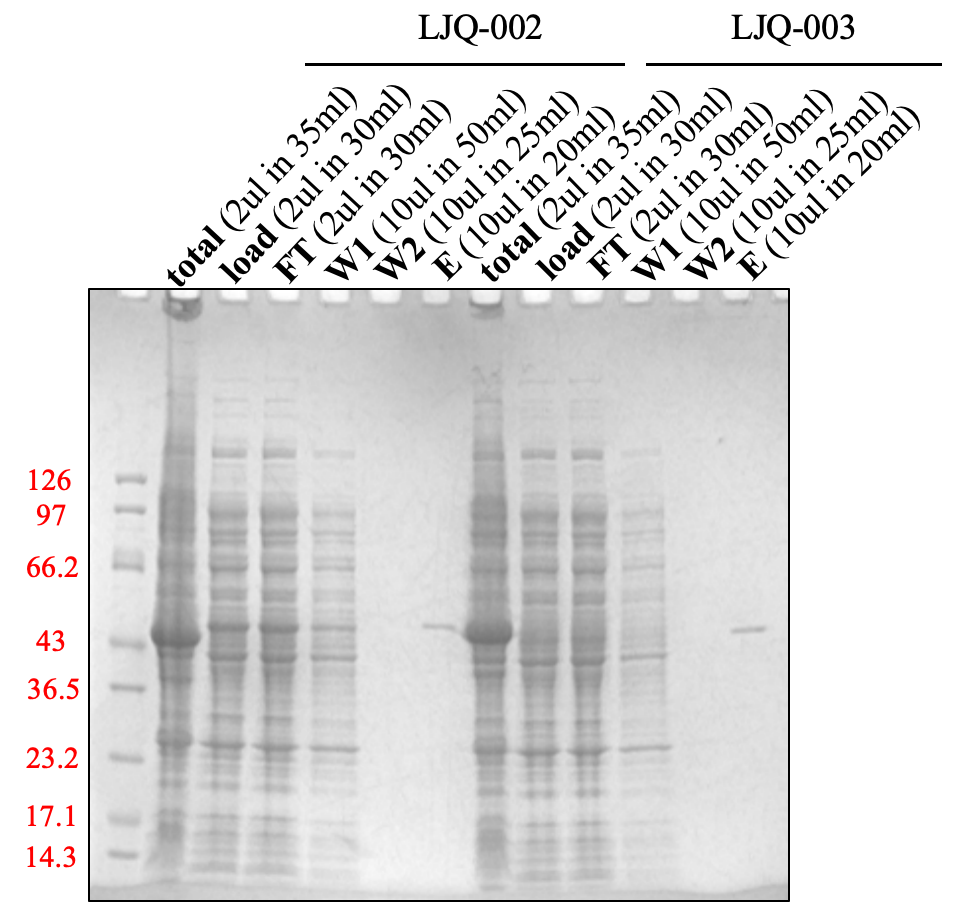 LJQ-002
LJQ-003
total (2ul in 35ml)
load (2ul in 30ml)
FT (2ul in 30ml)
W1 (10ul in 50ml)
W2 (10ul in 25ml)
E (10ul in 20ml)
total (2ul in 35ml)
load (2ul in 30ml)
FT (2ul in 30ml)
W1 (10ul in 50ml)
W2 (10ul in 25ml)
E (10ul in 20ml)
126
97
66.2
43
36.5
23.2
17.1
14.3